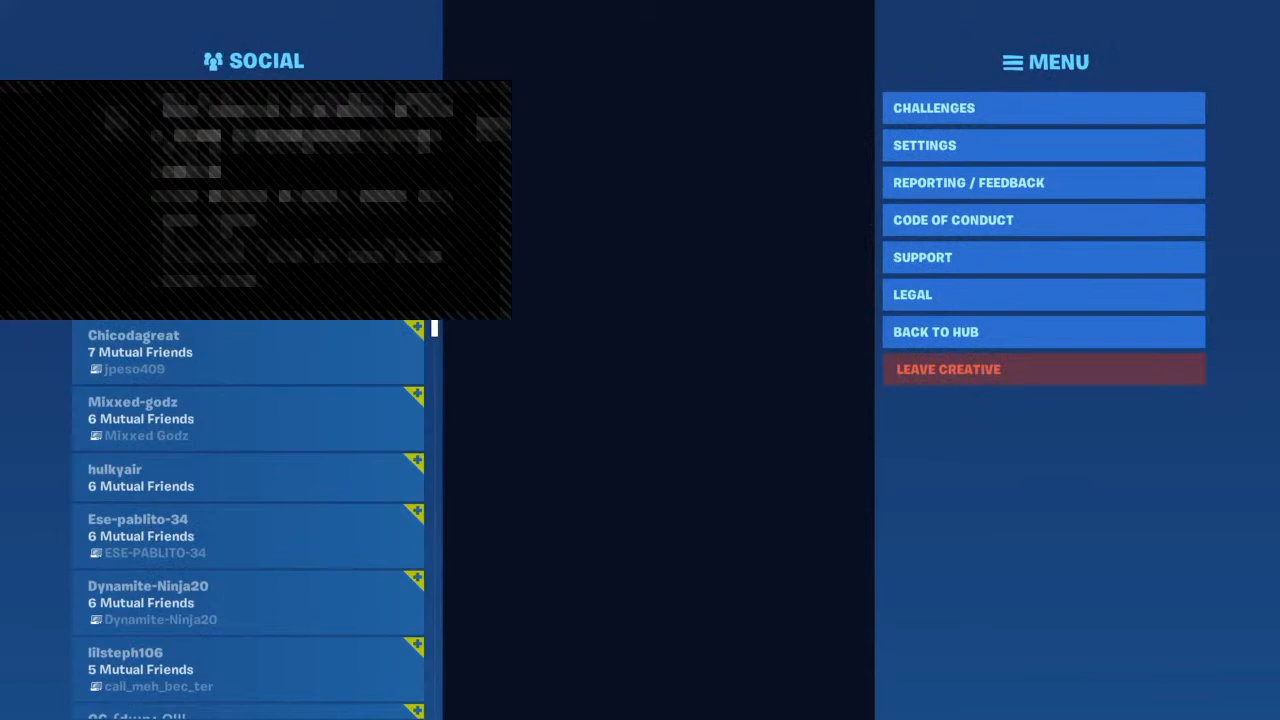 SOCIAL
Chicodagreat
7 Mutual Friends
jpeso409
Mixxed-godz
6 Mutual Friends
Mixxed Godz
hulkyair
6 Mutual Friends
Ese-pablito-34
6 Mutual Friends
ESE-PABLITO-34
Dynamite-Ninja20
6 Mutual Friends
Dynamite-Ninja20
lilsteph106
5 Mutual Friends
call_meh_bec_ter
MENU
CHALLENGES
SETTINGS
REPORTING / FEEDBACK
CODE OF CONDUCT
SUPPORT
LEGAL
BACK TO HUB
LEAVE CREATIVE